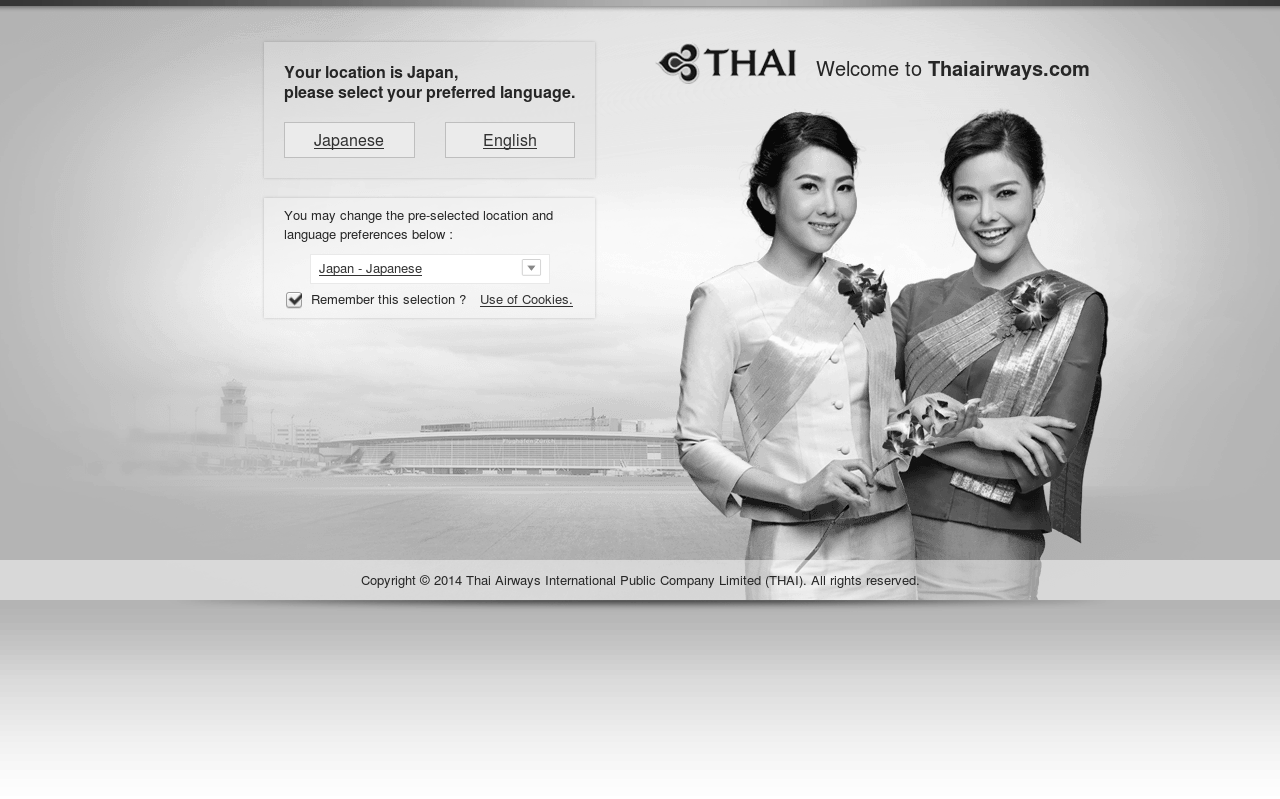 Your location is Japan,
please select your preferred language.
Japanese
English
You may change the pre-selected location and
language preferences below :
Japan - Japanese
Remember this selection ? Use of Cookies.
THAI
Welcome to Thaiairways.com
Copyright © 2014 Thai Airways International Public Company Limited (THAI). All rights reserved.